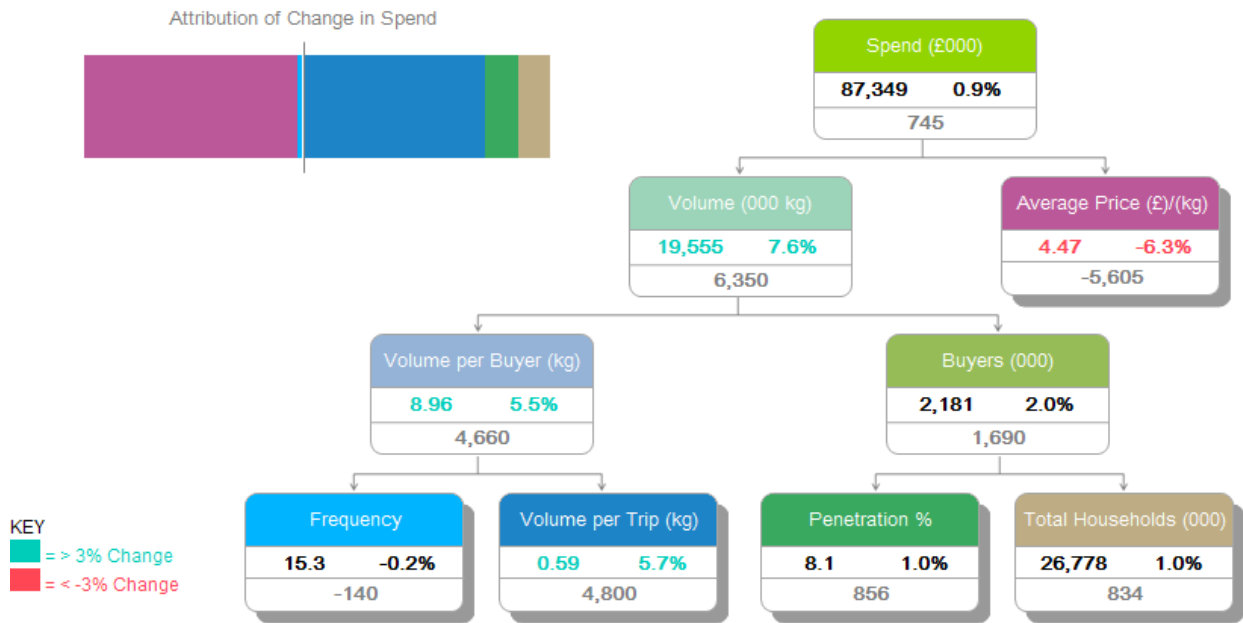 Attribution of Change in Spend
Spend (£000)
87,349 0.9%
745
Volume (000 kg)
19,555 7.6%
6,350
Average Price (£)/(kg)
4.47 -6.3%
-5,605
Volume per Buyer (kg)
8.96 5.5%
4,660
Buyers (000)
2,181 2.0%
1,690
Frequency
15.3 -0.2%
-140
Volume per Trip (kg)
0.59 5.7%
4,800
Penetration %
8.1 1.0%
856
Total Households (000)
26,778 1.0%
834
KEY
= > 3% Change
= < -3% Change